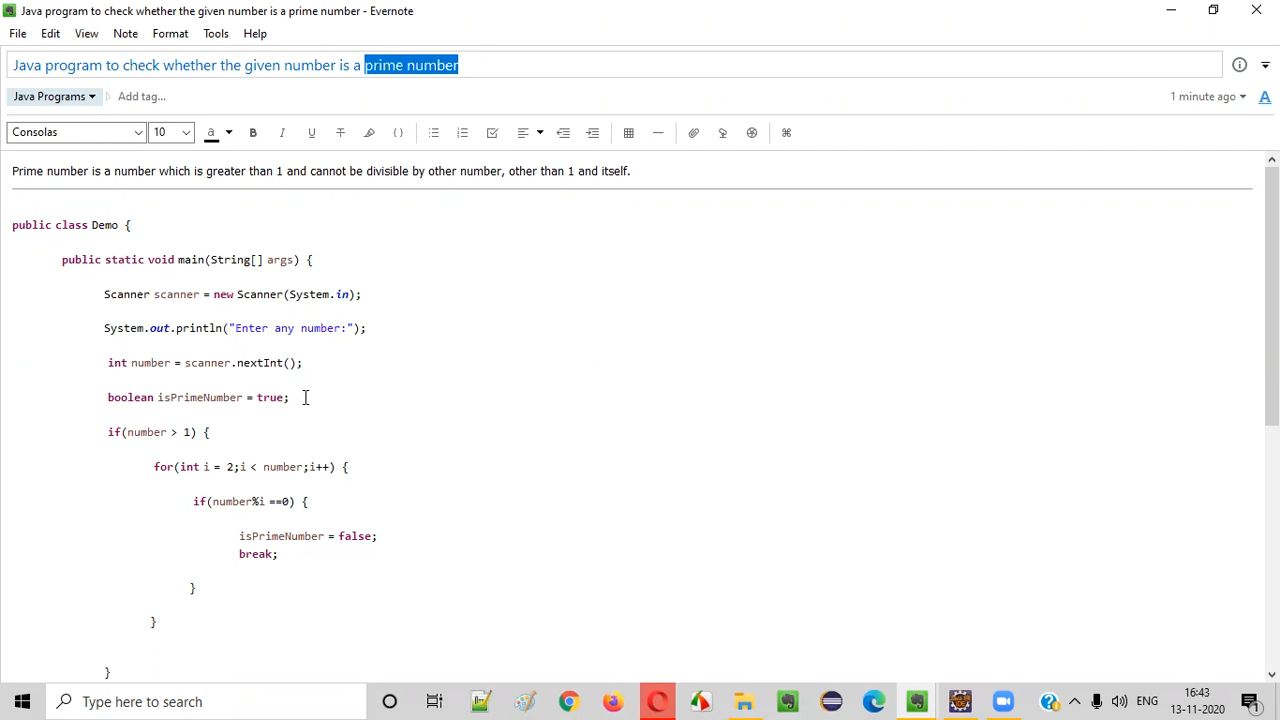 Java program to check whether the given number is a prime number - Evernote
File Edit View Note Format Tools Help
Java program to check whether the given number is a prime number
Java Programs Add tag... 1 minute ago A
Consolas 10 a B I U T { }
Prime number is a number which is greater than 1 and cannot be divisible by other number, other than 1 and itself.
public class Demo {
public static void main(String[] args) {
Scanner scanner = new Scanner(System.in);
System.out.println("Enter any number:");
int number = scanner.nextInt();
boolean isPrimeNumber = true;
if(number > 1) {
for(int i = 2;i < number;i++) {
if(number%i ==0) {
isPrimeNumber = false;
break;
}
}
}
Type here to search ENG 16:43
13-11-2020